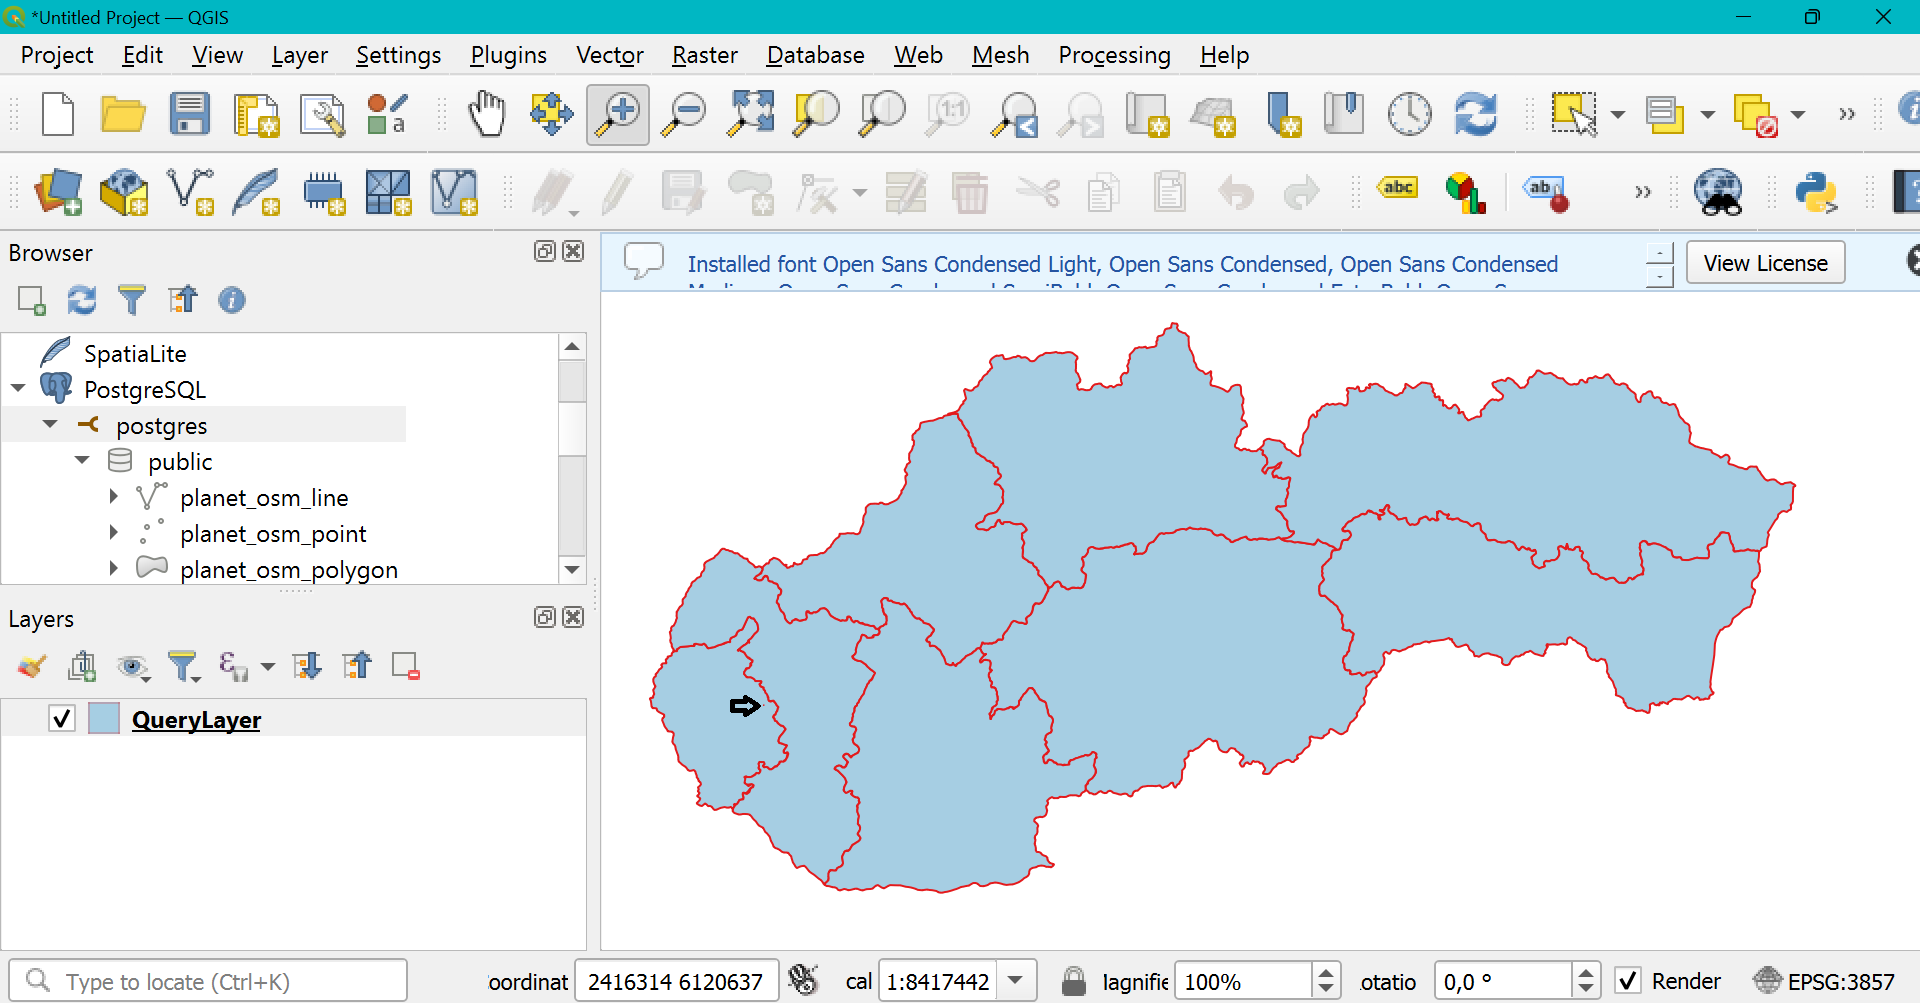 *Untitled Project — QGIS
Project Edit View Layer Settings Plugins Vector Raster Database Web Mesh Processing Help
Browser
Installed font Open Sans Condensed Light, Open Sans Condensed, Open Sans Condensed
View License
SpatiaLite
PostgreSQL
postgres
public
planet_osm_line
planet_osm_point
planet_osm_polygon
Layers
QueryLayer
Type to locate (Ctrl+K)
oordinat 2416314 6120637 cal 1:8417442 lagnifie 100% otatio 0,0 ° Render EPSG:3857